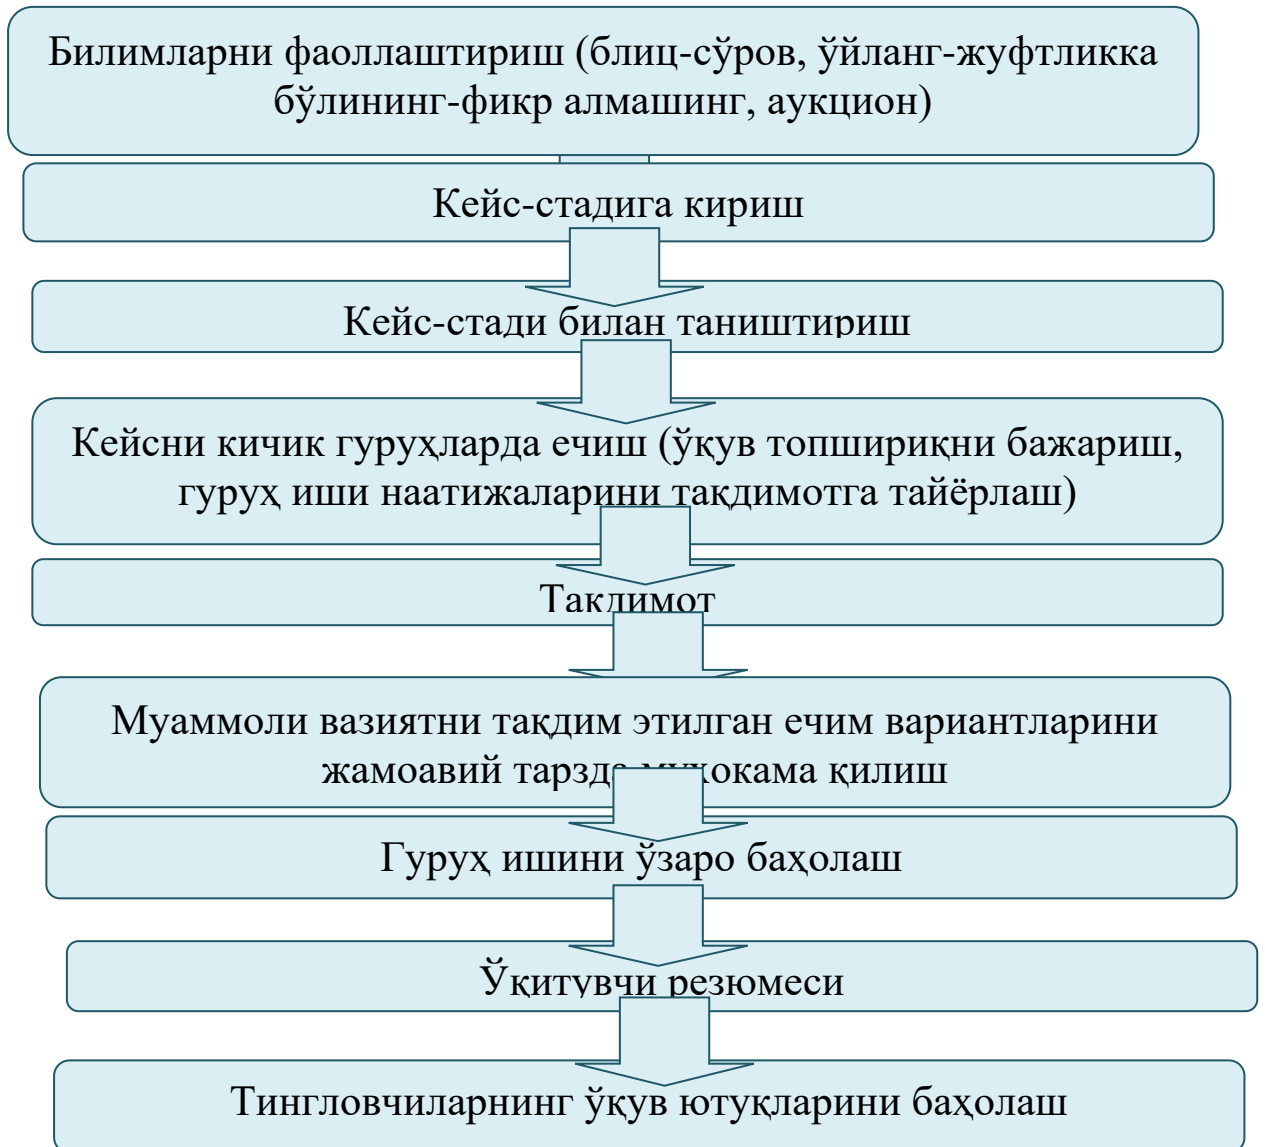 Билимларни фаоллаштириш (блиц-сўров, ўйланг-жуфтликка
бўлининг-фикр алмашинг, аукцион)
Кейс-стадига кириш
Кейс-стади билан таништириш
Кейсни кичик гуруҳларда ечиш (ўқув топшириқни бажариш,
гуруҳ иши наатижаларини тақдимотга тайёрлаш)
Тақдимот
Муаммоли вазиятни тақдим этилган ечим вариантларини
жамоавий тарзда муҳокама қилиш
Гуруҳ ишини ўзаро баҳолаш
Ўқитувчи резюмеси
Тингловчиларнинг ўқув ютуқларини баҳолаш